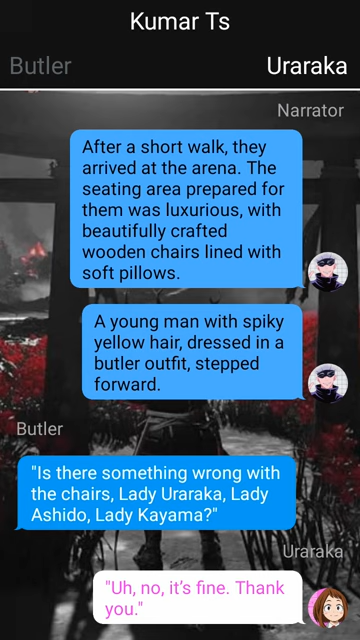 Kumar Ts
Butler
Uraraka
Narrator
After a short walk, they
arrived at the arena. The
seating area prepared for
them was luxurious, with
beautifully crafted
wooden chairs lined with
soft pillows.
A young man with spiky
yellow hair, dressed in a
butler outfit, stepped
forward.
Butler
"Is there something wrong with
the chairs, Lady Uraraka, Lady
Ashido, Lady Kayama?"
Uraraka
"Uh, no, it’s fine. Thank
you."